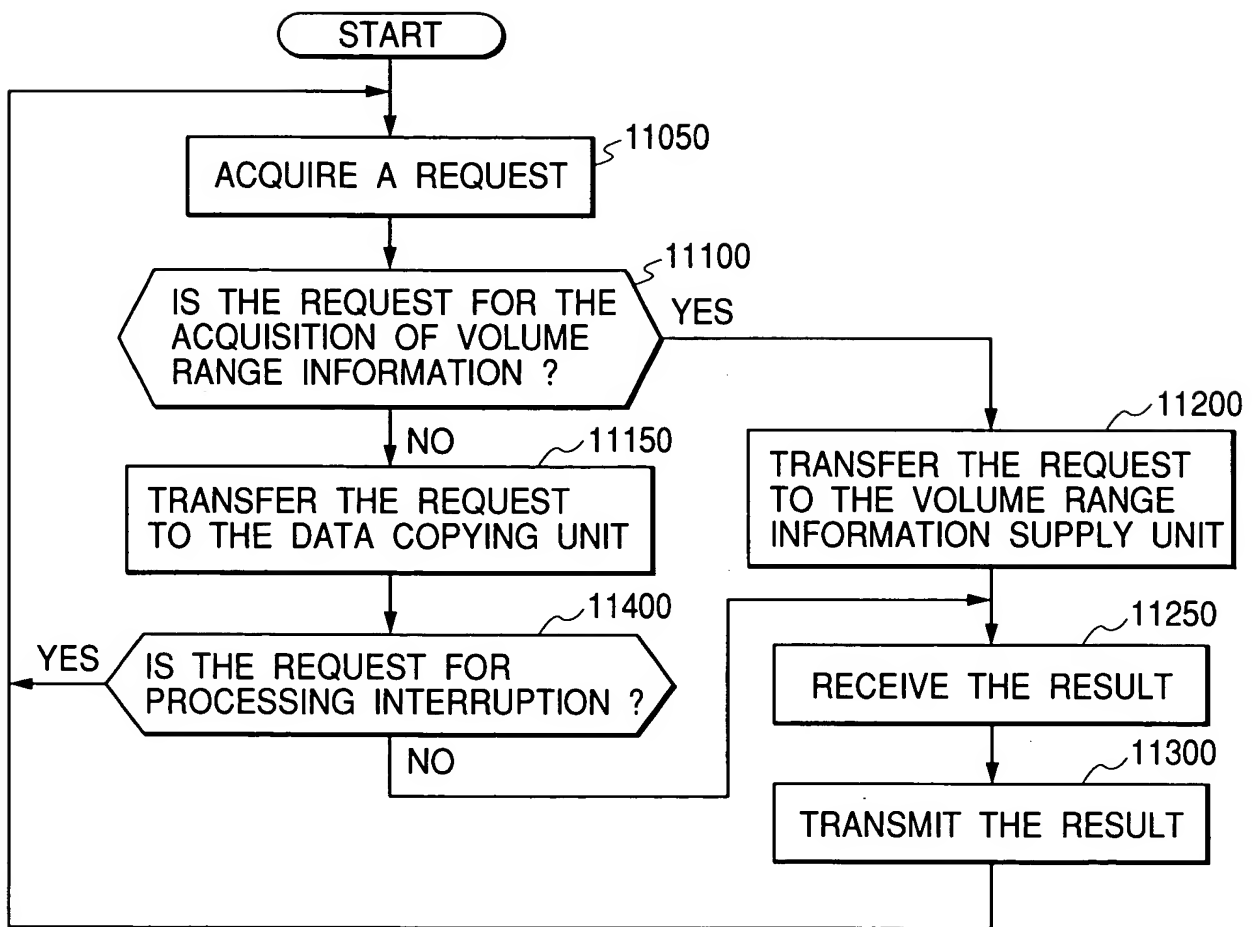 START
11050
ACQUIRE A REQUEST
11100
IS THE REQUEST FOR THE
ACQUISITION OF VOLUME
RANGE INFORMATION ?
YES
NO
11150
TRANSFER THE REQUEST
TO THE DATA COPYING UNIT
11200
TRANSFER THE REQUEST
TO THE VOLUME RANGE
INFORMATION SUPPLY UNIT
11400
IS THE REQUEST FOR
PROCESSING INTERRUPTION ?
YES
NO
11250
RECEIVE THE RESULT
11300
TRANSMIT THE RESULT